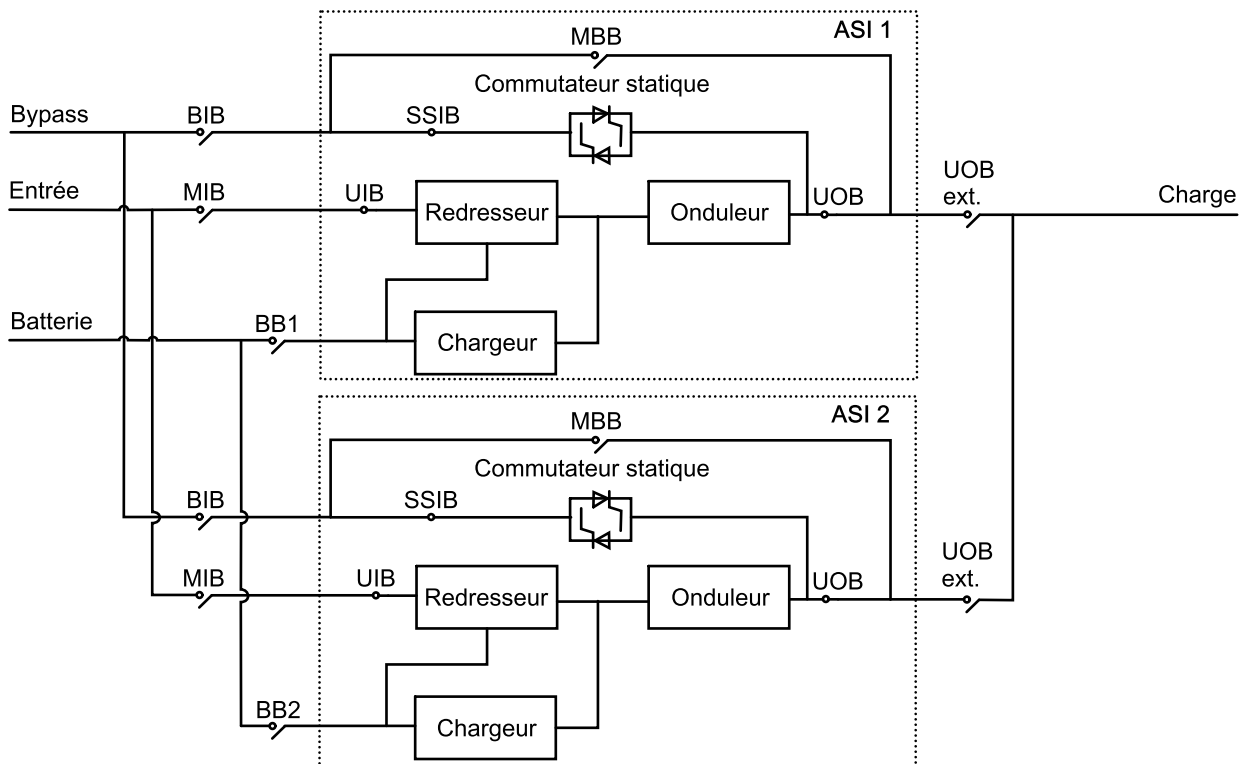 ASI 1
MBB
Commutateur statique
Bypass
BIB
SSIB
Entrée
MIB
UIB
Redresseur
Onduleur
UOB
UOB
ext.
Charge
Batterie
BB1
Chargeur
ASI 2
MBB
Commutateur statique
BIB
SSIB
MIB
UIB
Redresseur
Onduleur
UOB
UOB
ext.
BB2
Chargeur